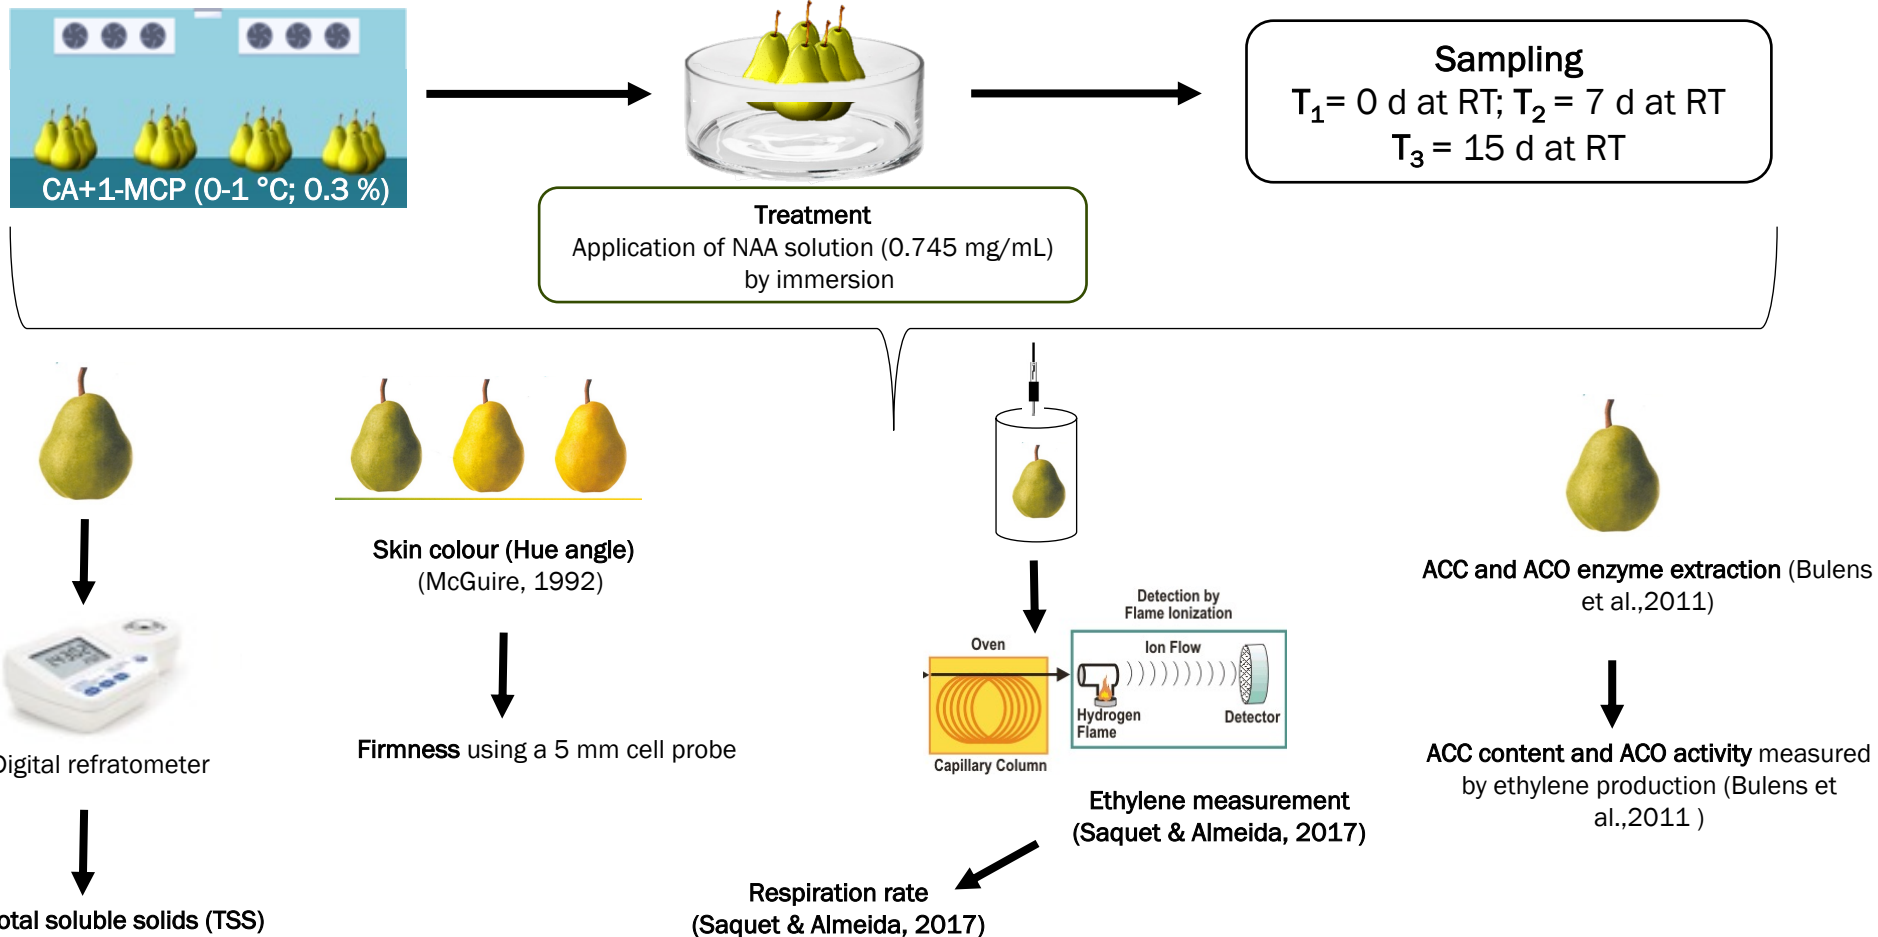 CA+1-MCP (0-1 °C; 0.3 %)
Sampling
T1= 0 d at RT; T2 = 7 d at RT
T3 = 15 d at RT
Treatment
Application of NAA solution (0.745 mg/mL)
by immersion
Digital refratometer
otal soluble solids (TSS)
Skin colour (Hue angle)
(McGuire, 1992)
Firmness using a 5 mm cell probe
Detection by
Flame Ionization
Oven
Ion Flow
Hydrogen
Flame
Detector
Capillary Column
Ethylene measurement
(Saquet & Almeida, 2017)
Respiration rate
(Saquet & Almeida, 2017)
ACC and ACO enzyme extraction (Bulens
et al.,2011)
ACC content and ACO activity measured
by ethylene production (Bulens et
al.,2011 )